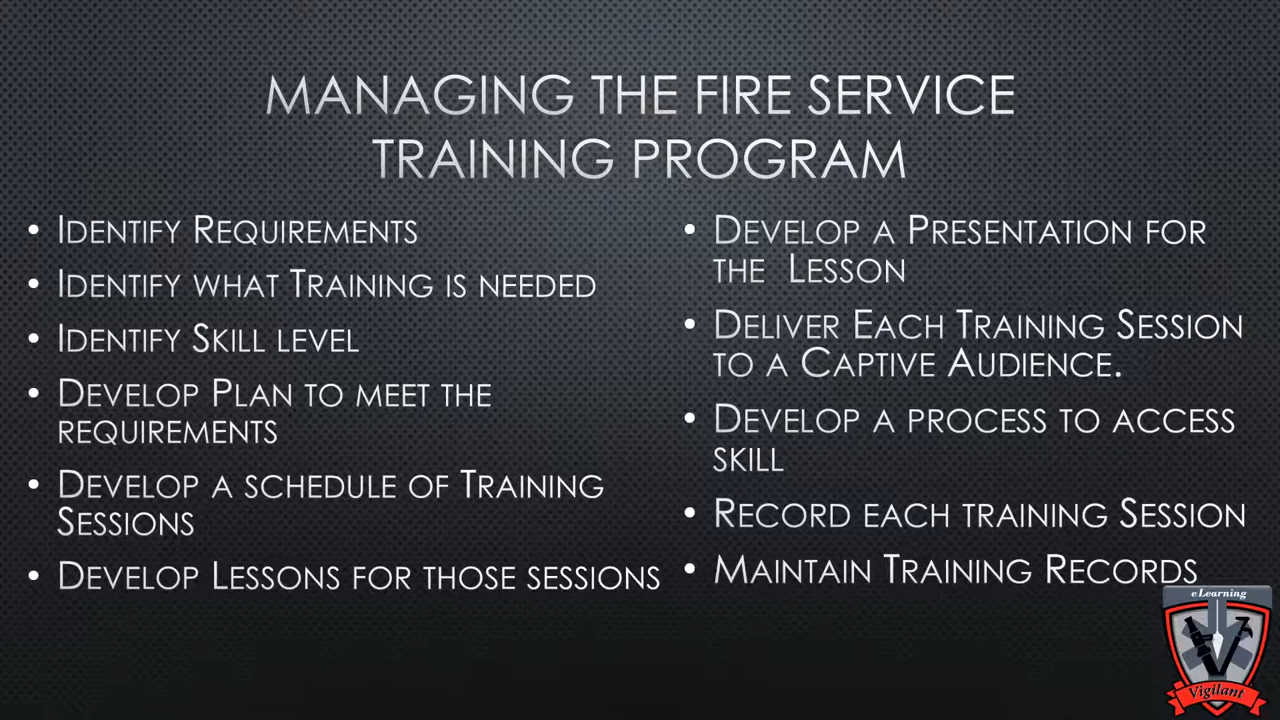 MANAGING THE FIRE SERVICE
TRAINING PROGRAM
• IDENTIFY REQUIREMENTS
• IDENTIFY WHAT TRAINING IS NEEDED
• IDENTIFY SKILL LEVEL
• DEVELOP PLAN TO MEET THE
REQUIREMENTS
• DEVELOP A SCHEDULE OF TRAINING
SESSIONS
• DEVELOP LESSONS FOR THOSE SESSIONS
• DEVELOP A PRESENTATION FOR
THE LESSON
• DELIVER EACH TRAINING SESSION
TO A CAPTIVE AUDIENCE.
• DEVELOP A PROCESS TO ACCESS
SKILL
• RECORD EACH TRAINING SESSION
• MAINTAIN TRAINING RECORDS
eLearning
V
Vigilant